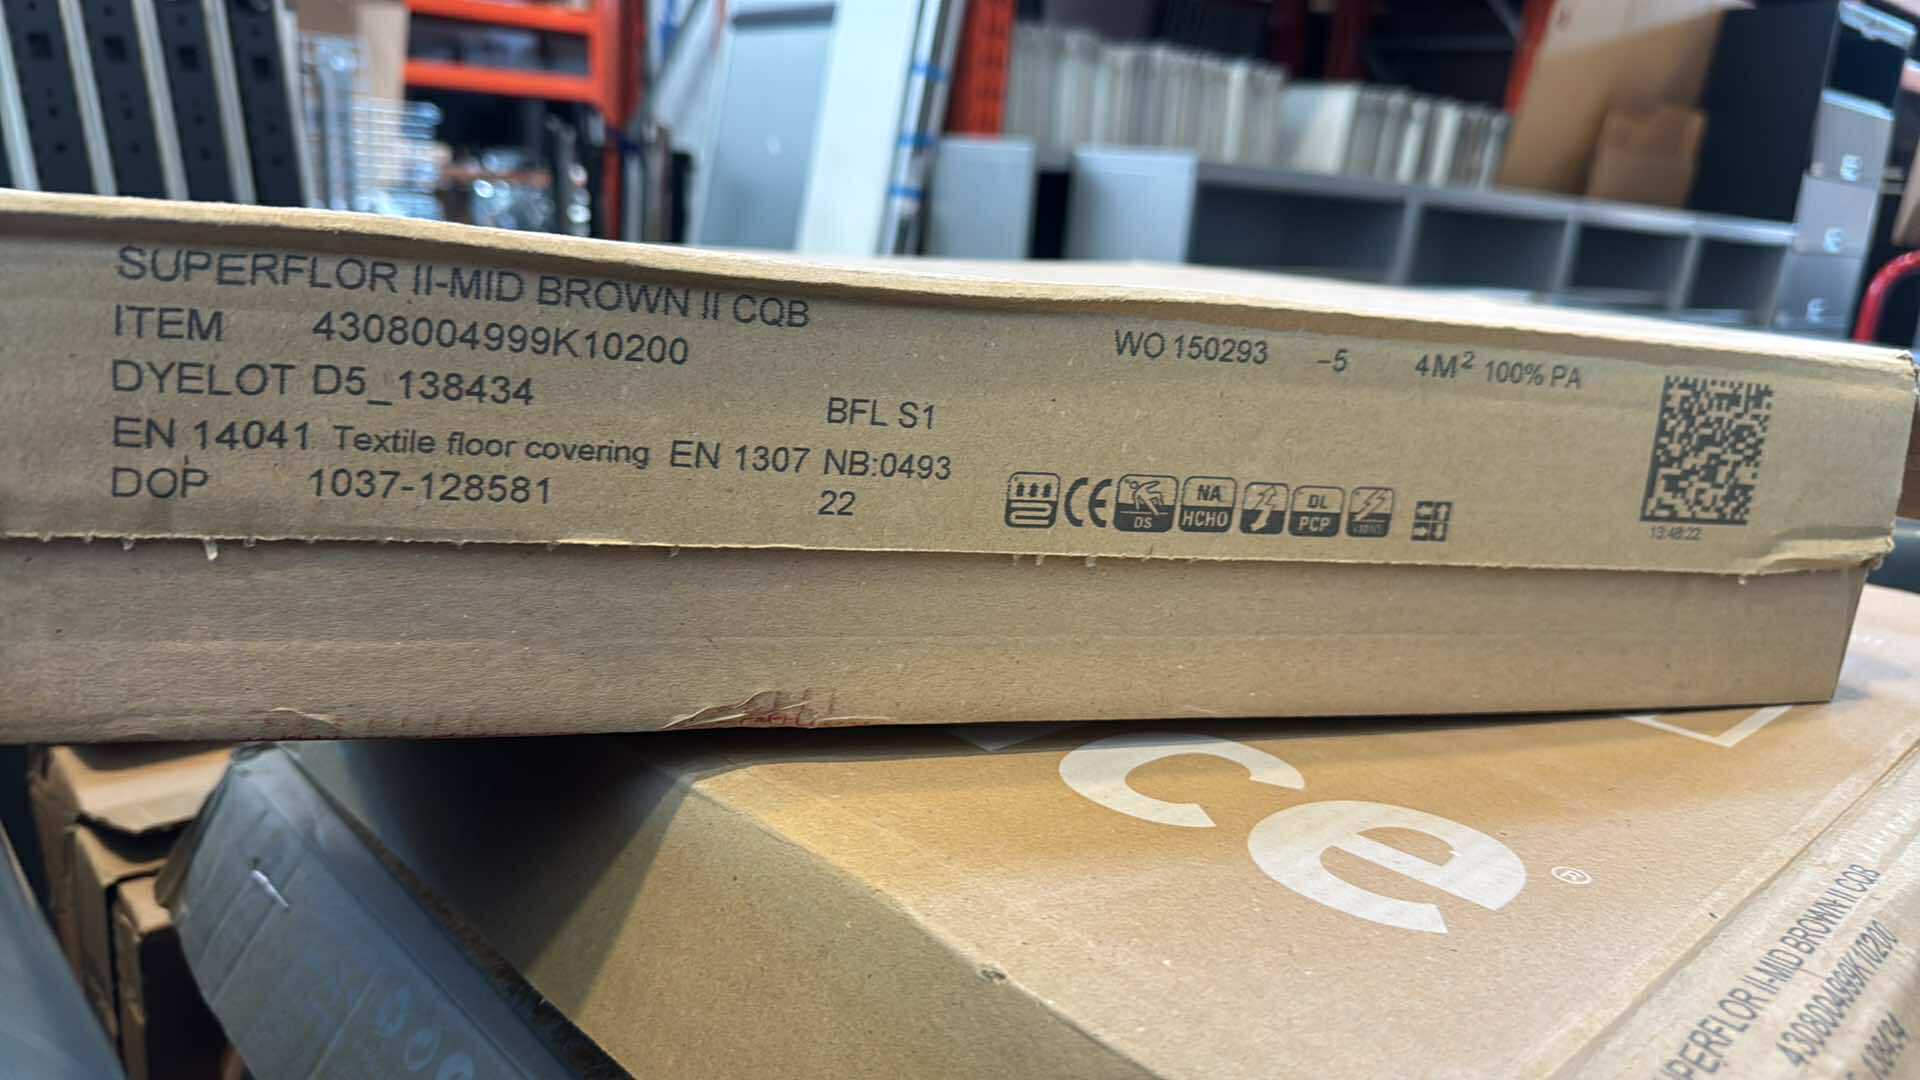 SUPERFLOR II-MID BROWN II CQB
ITEM 4308004999K10200
WO 150293 -5 4M² 100% PA
DYELOT D5_138434
BFL S1
EN 14041 Textile floor covering EN 1307 NB:0493
DOP 1037-128581
22
CE
DS
NA
HCHO
DL
PCP
13:48:22
ce
®
PERFLOR II-MID BROWN II CQB
4308004999K10200
138434